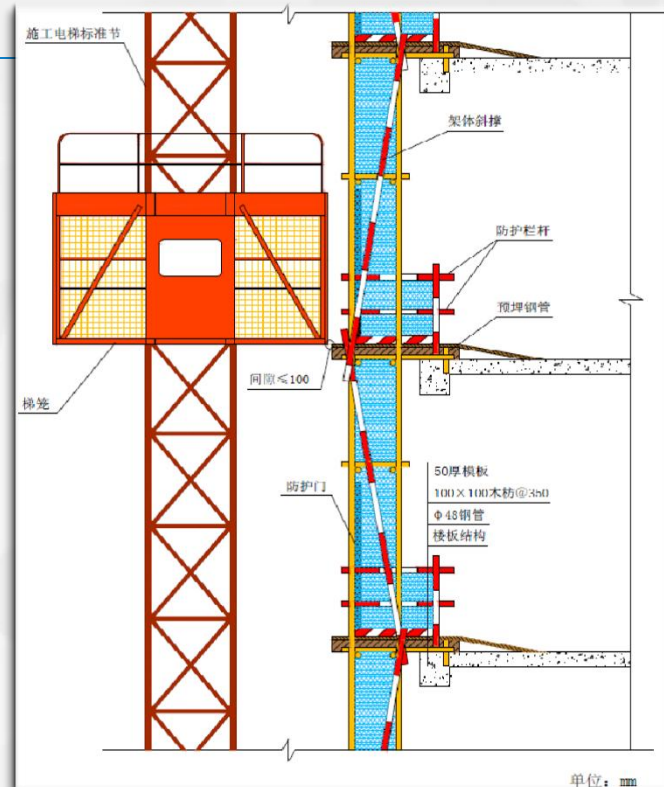 施工电梯标准节
架体斜撑
防护栏杆
预埋钢管
间隙≤100
梯笼
防护门
50厚模板
100×100木枋@350
Φ48钢管
楼板结构
单位：mm